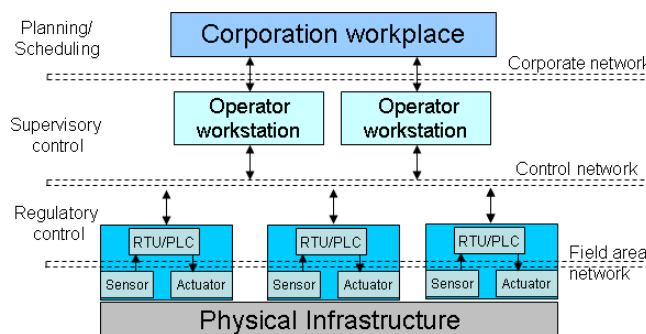 Planning/
Scheduling
Corporation workplace
Corporate network
Supervisory
control
Operator
workstation
Operator
workstation
Control network
Regulatory
control
RTU/PLC
Sensor
Actuator
RTU/PLC
Sensor
Actuator
RTU/PLC
Sensor
Actuator
Field area
network
Physical Infrastructure